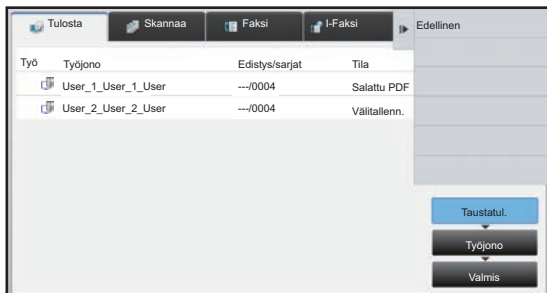 Tulosta Skannaa Faksi I-Faksi Edellinen
Työ Työjono Edistys/sarjat Tila
User_1_User_1_User ---/0004 Salattu PDF
User_2_User_2_User ---/0004 Välitallenn.
Taustatul.
Työjono
Valmis